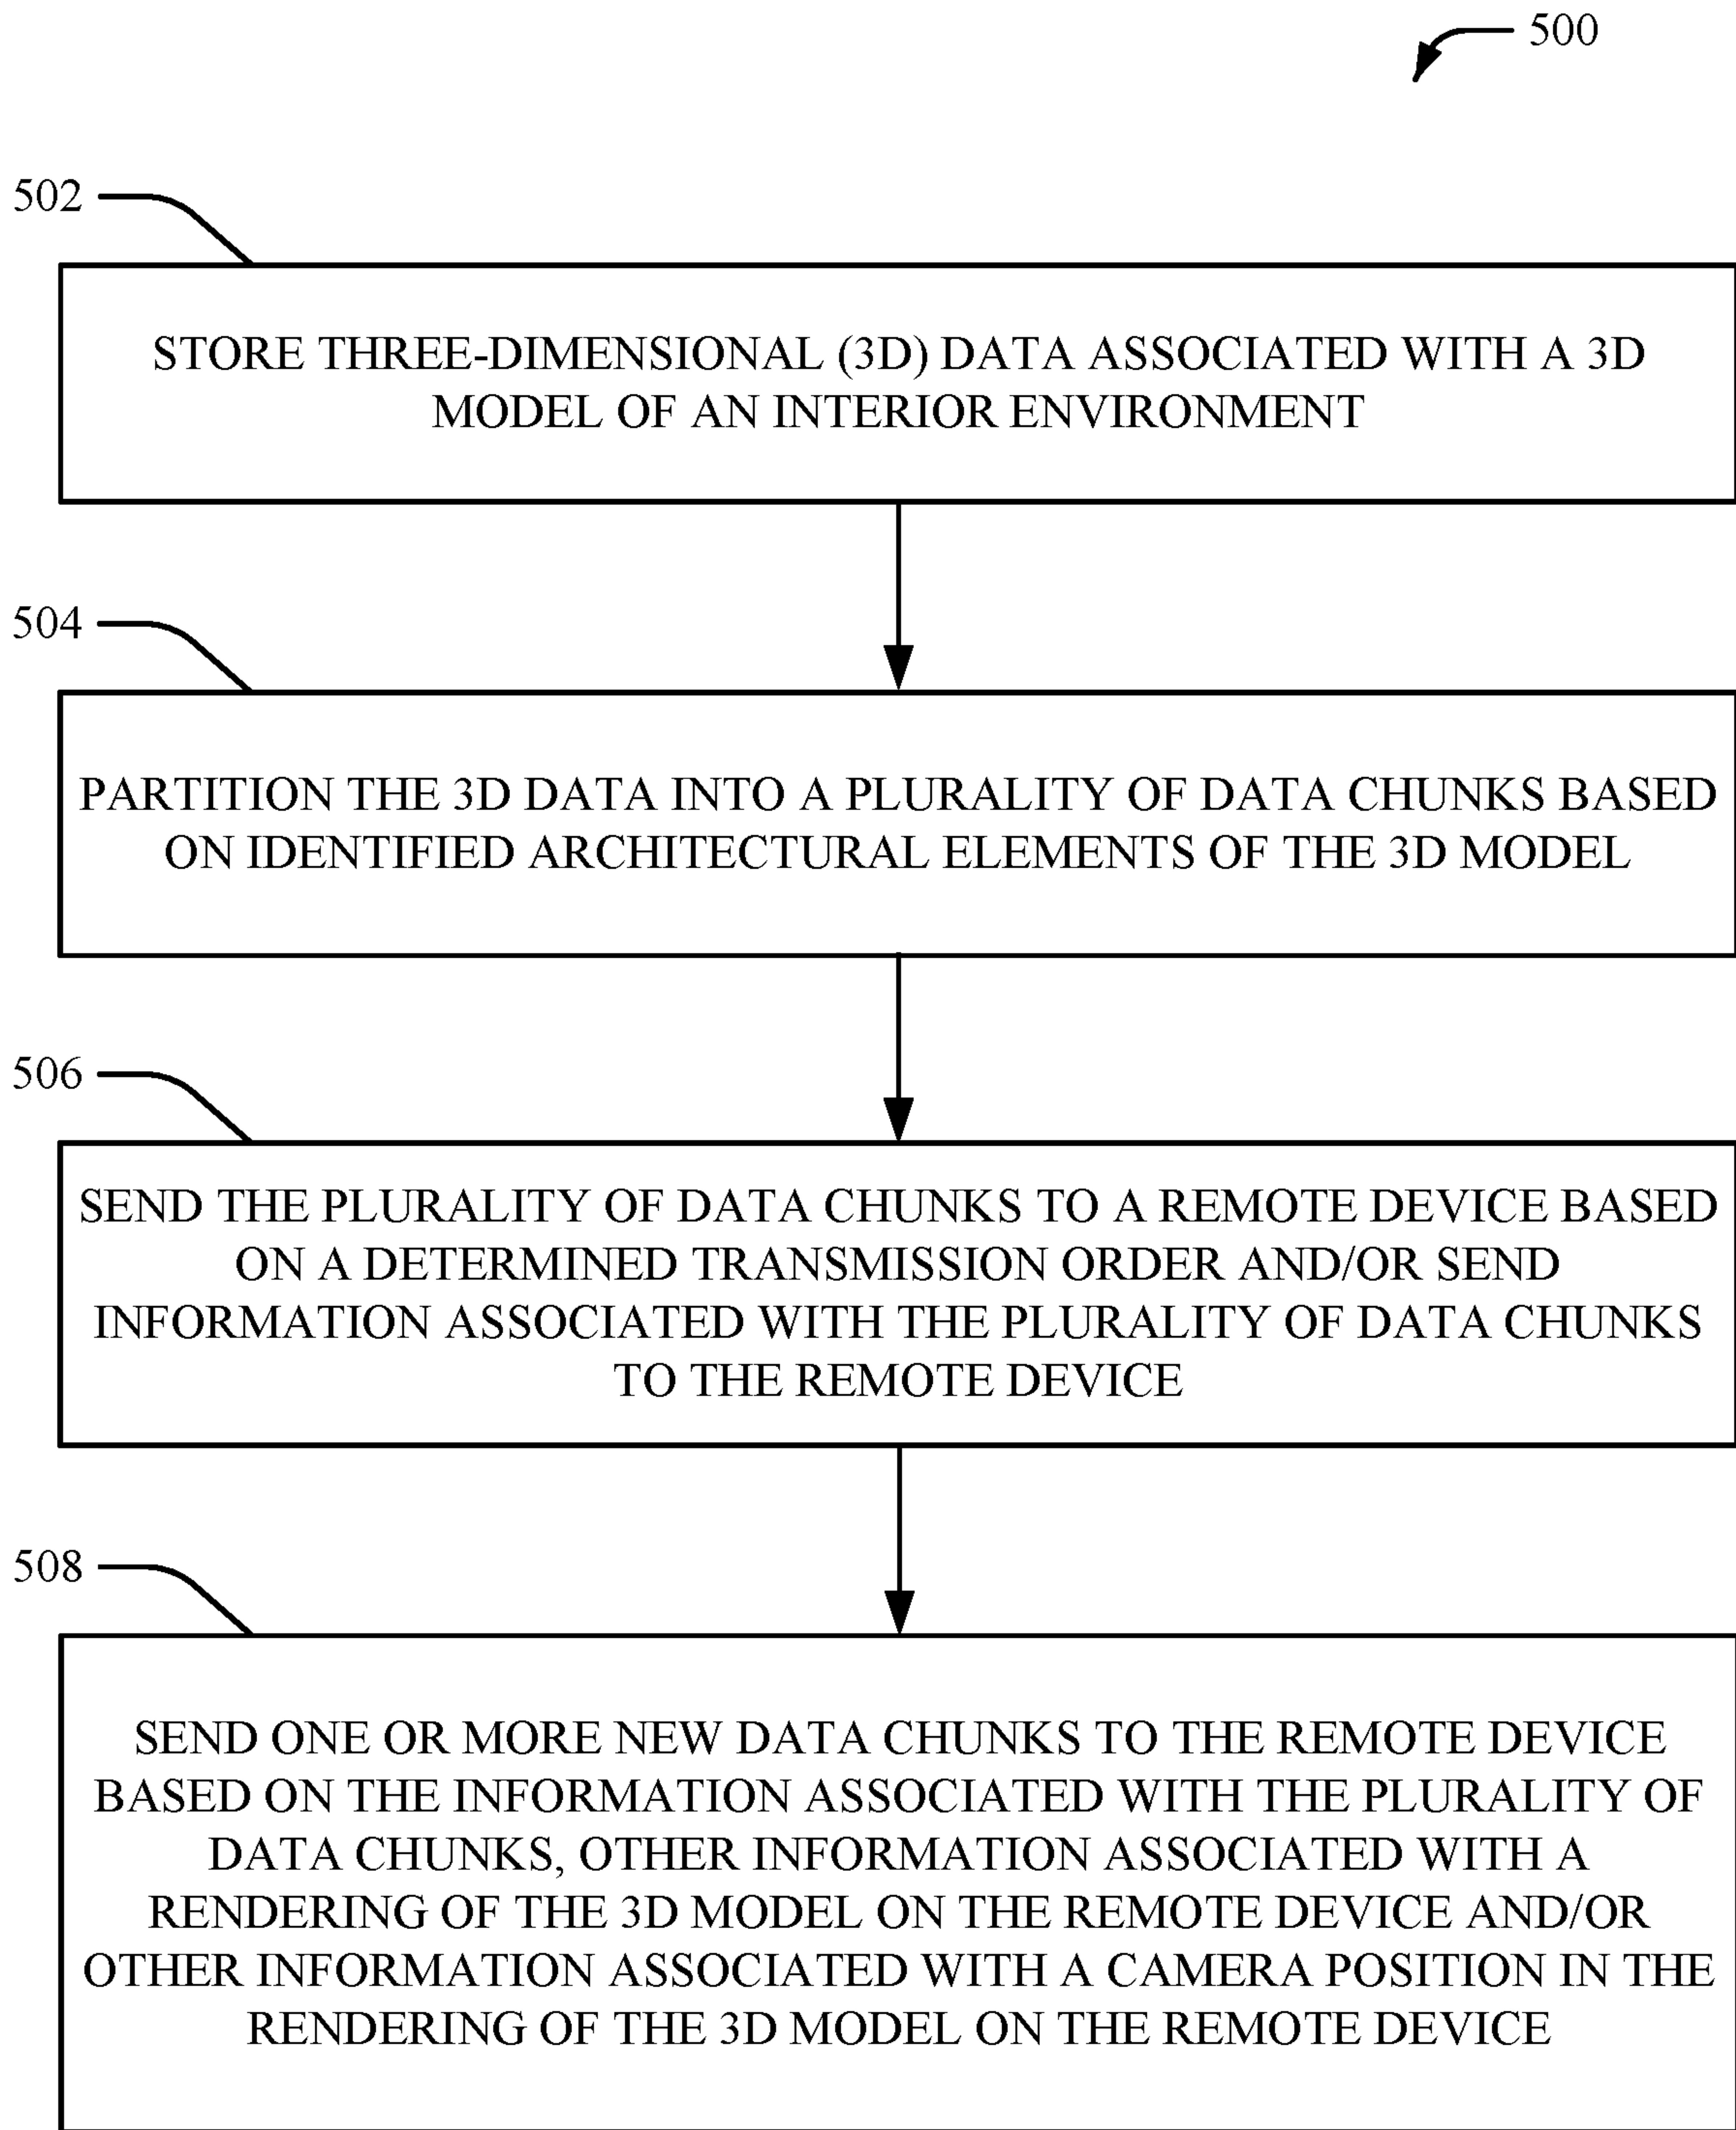 500
502
STORE THREE-DIMENSIONAL (3D) DATA ASSOCIATED WITH A 3D
MODEL OF AN INTERIOR ENVIRONMENT
504
PARTITION THE 3D DATA INTO A PLURALITY OF DATA CHUNKS BASED
ON IDENTIFIED ARCHITECTURAL ELEMENTS OF THE 3D MODEL
506
SEND THE PLURALITY OF DATA CHUNKS TO A REMOTE DEVICE BASED
ON A DETERMINED TRANSMISSION ORDER AND/OR SEND
INFORMATION ASSOCIATED WITH THE PLURALITY OF DATA CHUNKS
TO THE REMOTE DEVICE
508
SEND ONE OR MORE NEW DATA CHUNKS TO THE REMOTE DEVICE
BASED ON THE INFORMATION ASSOCIATED WITH THE PLURALITY OF
DATA CHUNKS, OTHER INFORMATION ASSOCIATED WITH A
RENDERING OF THE 3D MODEL ON THE REMOTE DEVICE AND/OR
OTHER INFORMATION ASSOCIATED WITH A CAMERA POSITION IN THE
RENDERING OF THE 3D MODEL ON THE REMOTE DEVICE